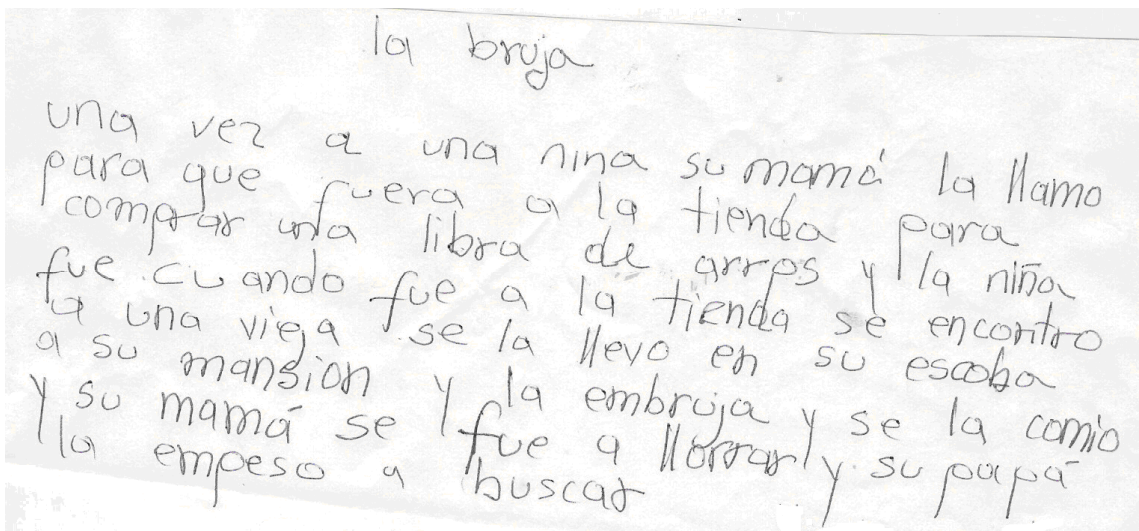 la bruja
una vez a una nina su mamá la llamo
para que fuera a la tienda para
comprar una libra de arros y la niña
fue cuando fue a la tienda se encontro
a una vieja se la llevo en su escoba
a su mansion y la embruja y se la comio
y su mamá se fue a llorrar y su papá
la empeso a buscar